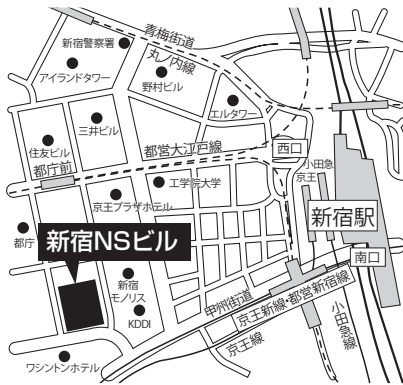 青梅街道
新宿警察署
丸ノ内線
アイランドタワー
野村ビル
エルタワー
三井ビル
住友ビル
都営大江戸線
西口
都庁前
小田急
京王
工学院大学
京王プラザホテル
新宿駅
都庁
新宿NSビル
南口
新宿
モノリス
甲州街道
KDDI
京王新線・都営新宿線
小田急線
京王線
ワシントンホテル